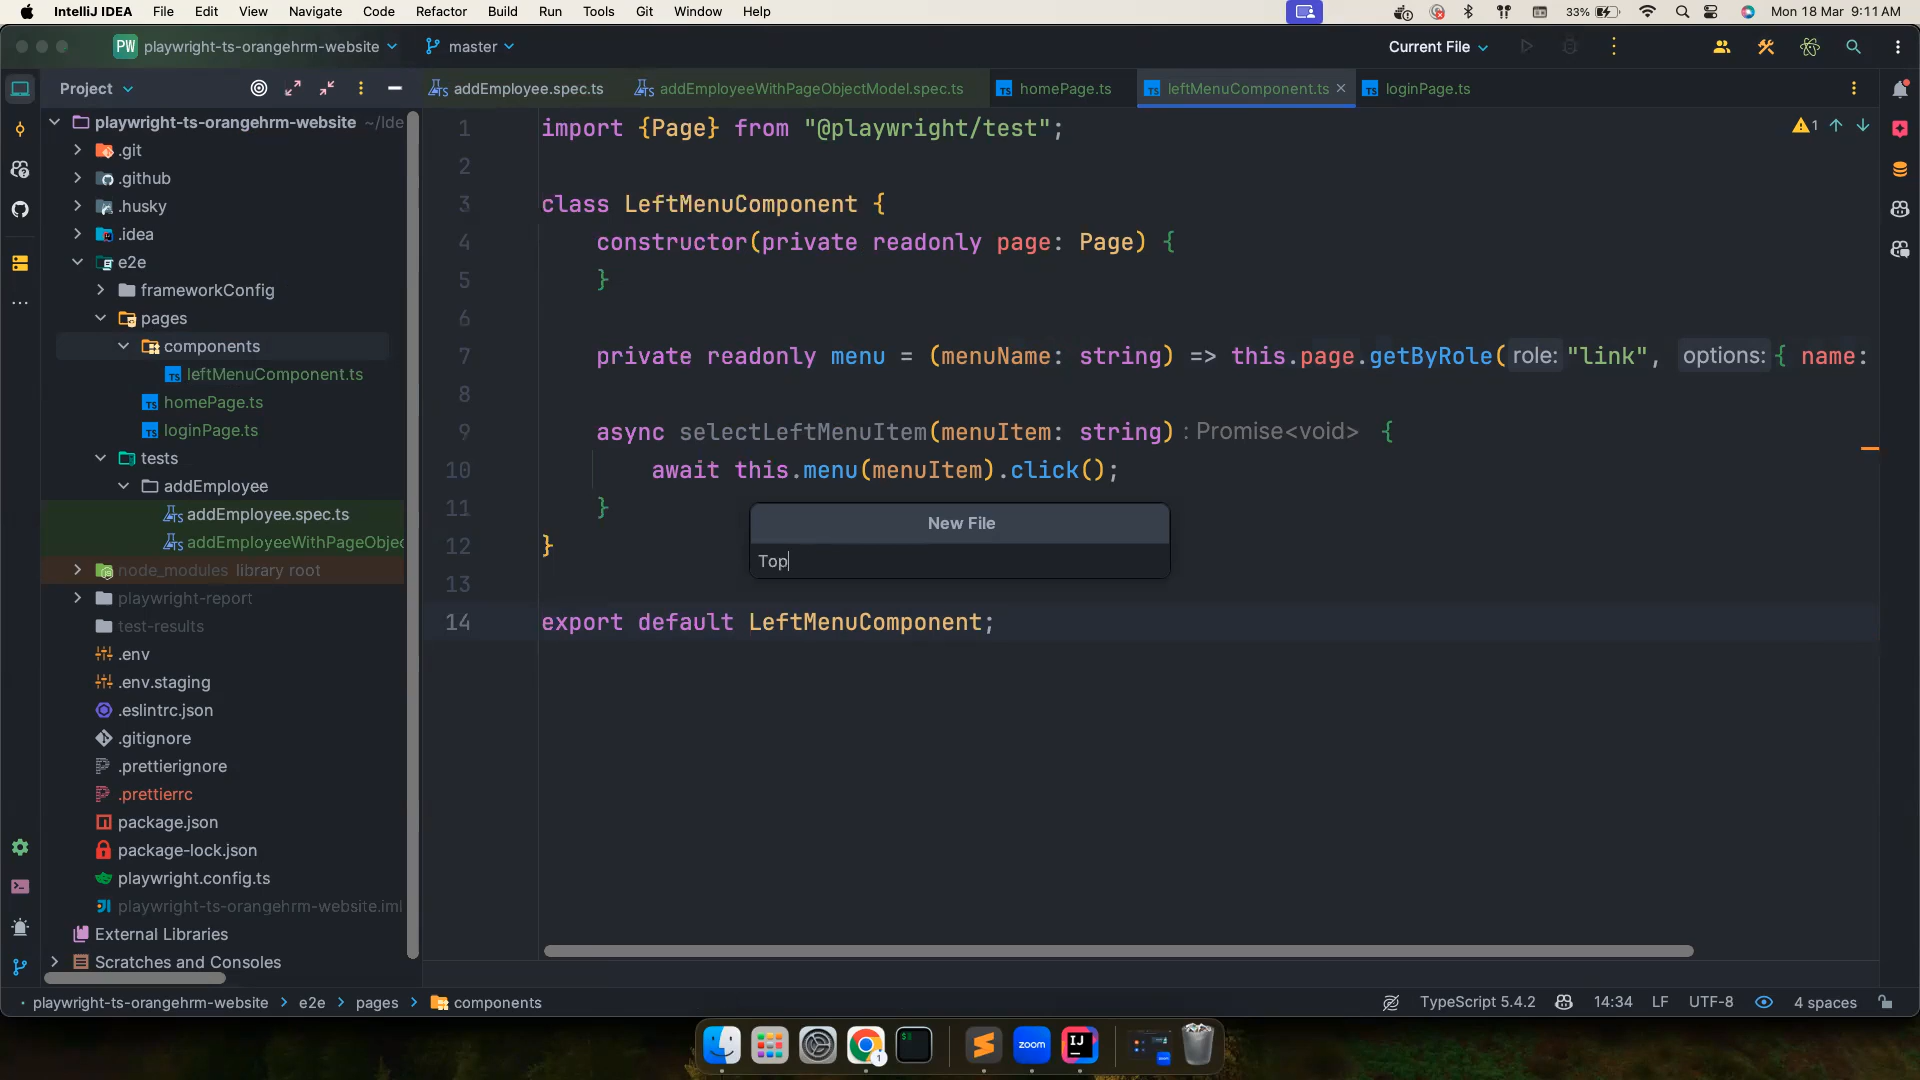 IntelliJ IDEA File Edit View Navigate Code Refactor Build Run Tools Git Window Help 33% Mon 18 Mar 9:11 AM
PW playwright-ts-orangehrm-website master Current File
Project addEmployee.spec.ts addEmployeeWithPageObjectModel.spec.ts homePage.ts leftMenuComponent.ts loginPage.ts
playwright-ts-orangehrm-website ~/Ide
.git
.github
.husky
.idea
e2e
frameworkConfig
pages
components
leftMenuComponent.ts
homePage.ts
loginPage.ts
tests
addEmployee
addEmployee.spec.ts
addEmployeeWithPageObjec
node_modules library root
playwright-report
test-results
.env
.env.staging
.eslintrc.json
.gitignore
.prettierignore
.prettierrc
package.json
package-lock.json
playwright.config.ts
playwright-ts-orangehrm-website.iml
External Libraries
Scratches and Consoles
1 import {Page} from "@playwright/test";
2
3 class LeftMenuComponent {
4 constructor(private readonly page: Page) {
5 }
6
7 private readonly menu = (menuName: string) => this.page.getByRole( role: "link", options: { name:
8
9 async selectLeftMenuItem(menuItem: string) : Promise<void> {
10 await this.menu(menuItem).click();
11 }
12 }
13
14 export default LeftMenuComponent;
1
New File
Top
playwright-ts-orangehrm-website > e2e > pages > components TypeScript 5.4.2 14:34 LF UTF-8 4 spaces
zoom
IJ
1